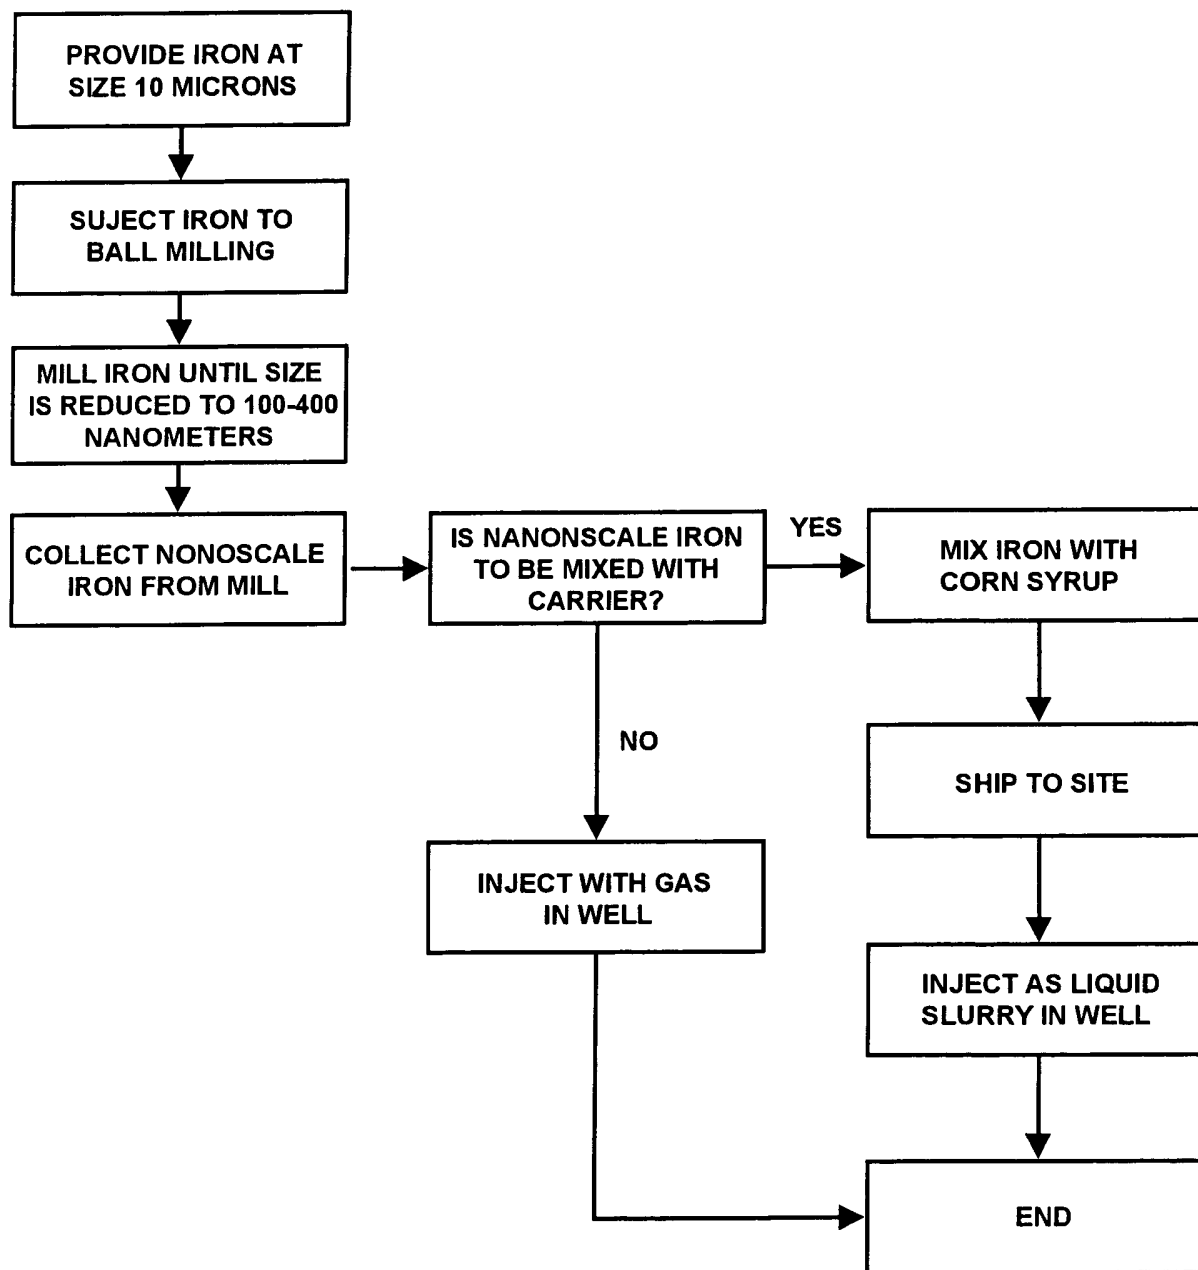 PROVIDE IRON AT
SIZE 10 MICRONS
SUJECT IRON TO
BALL MILLING
MILL IRON UNTIL SIZE
IS REDUCED TO 100-400
NANOMETERS
COLLECT NONOSCALE
IRON FROM MILL
IS NANONSCALE IRON
TO BE MIXED WITH
CARRIER?
YES
MIX IRON WITH
CORN SYRUP
NO
SHIP TO SITE
INJECT WITH GAS
IN WELL
INJECT AS LIQUID
SLURRY IN WELL
END